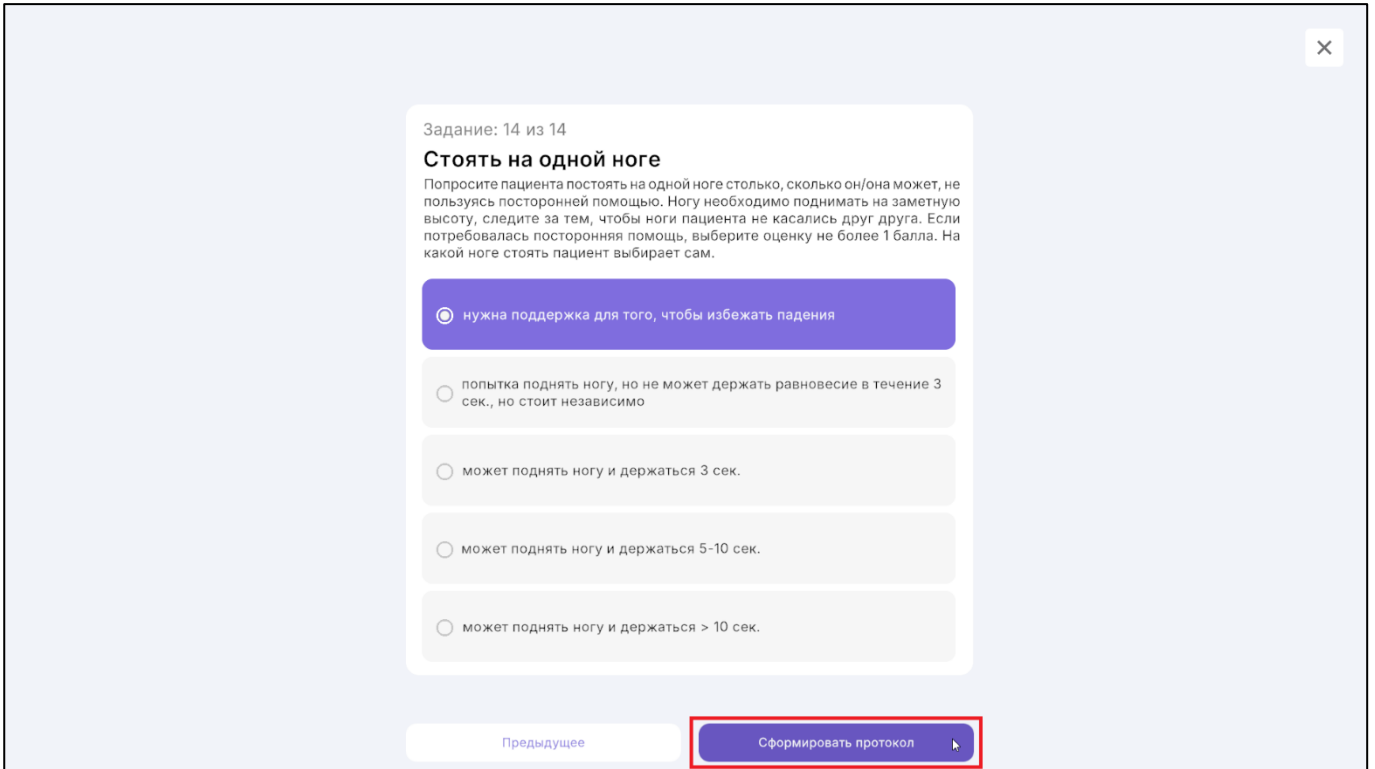 Задание: 14 из 14
Стоять на одной ноге
Попросите пациента постоять на одной ноге столько, сколько он/она может, не
пользуясь посторонней помощью. Ногу необходимо поднимать на заметную
высоту, следите за тем, чтобы ноги пациента не касались друг друга. Если
потребовалась посторонняя помощь, выберите оценку не более 1 балла. На
какой ноге стоять пациент выбирает сам.
нужна поддержка для того, чтобы избежать падения
попытка поднять ногу, но не может держать равновесие в течение 3
сек., но стоит независимо
может поднять ногу и держаться 3 сек.
может поднять ногу и держаться 5-10 сек.
может поднять ногу и держаться > 10 сек.
Предыдущее
Сформировать протокол